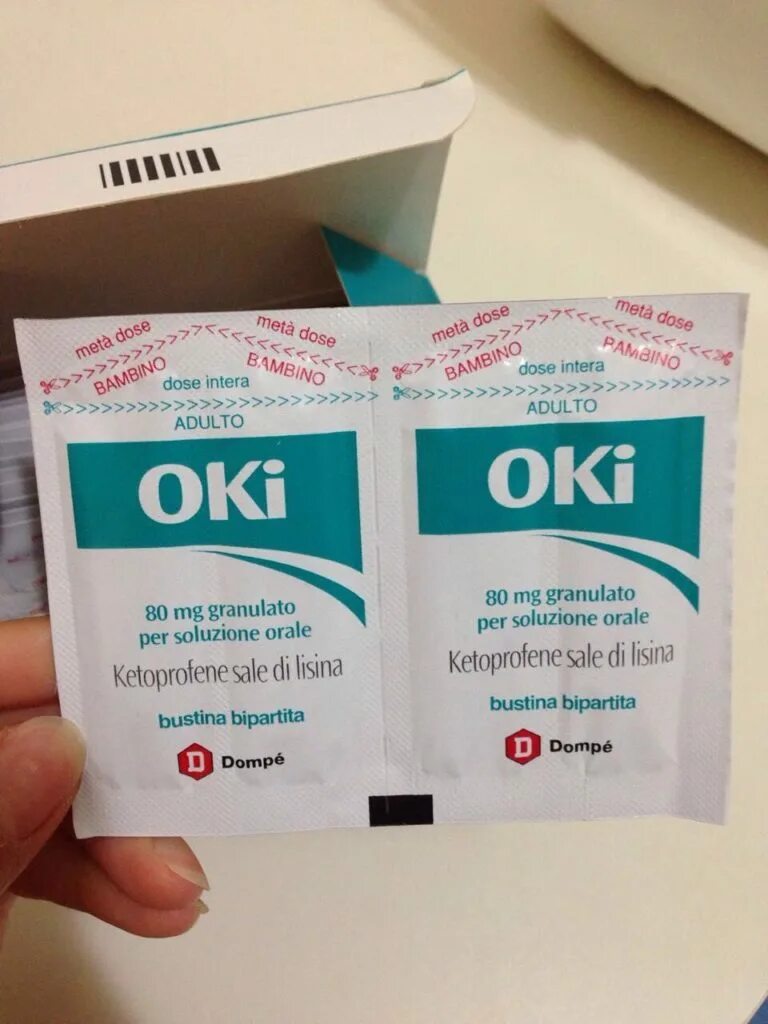 metà dose metà dose
BAMBINO BAMBINO
dose intera
ADULTO
OKi
80 mg granulato
per soluzione orale
Ketoprofene sale di lisina
bustina bipartita
D Dompé
metà dose metà dose
BAMBINO BAMBINO
dose intera
ADULTO
OKi
80 mg granulato
per soluzione orale
Ketoprofene sale di lisina
bustina bipartita
D Dompé